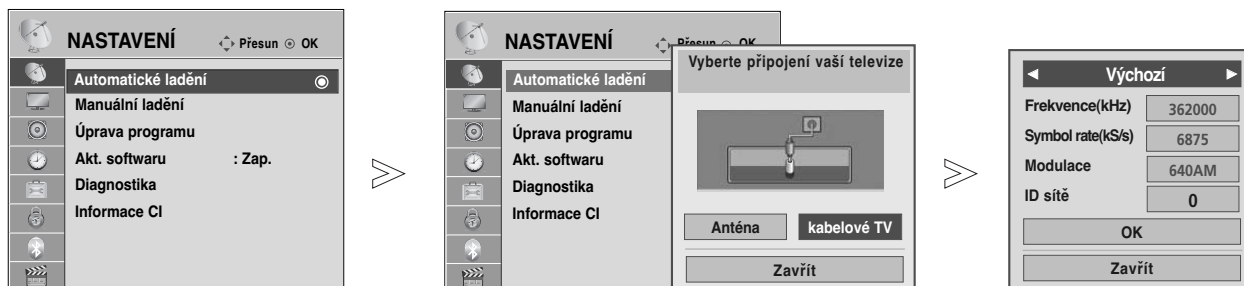 NASTAVENÍ
Přesun OK
Automatické ladění
Manuální ladění
Úprava programu
Akt. softwaru : Zap.
Diagnostika
Informace CI
NASTAVENÍ
Přesun OK
Automatické ladění
Manuální ladění
Úprava programu
Akt. softwaru
Diagnostika
Informace CI
Vyberte připojení vaší televize
Anténa kabelové TV
Zavřít
Výchozí
Frekvence(kHz) 362000
Symbol rate(kS/s) 6875
Modulace 640AM
ID sítě 0
OK
Zavřít